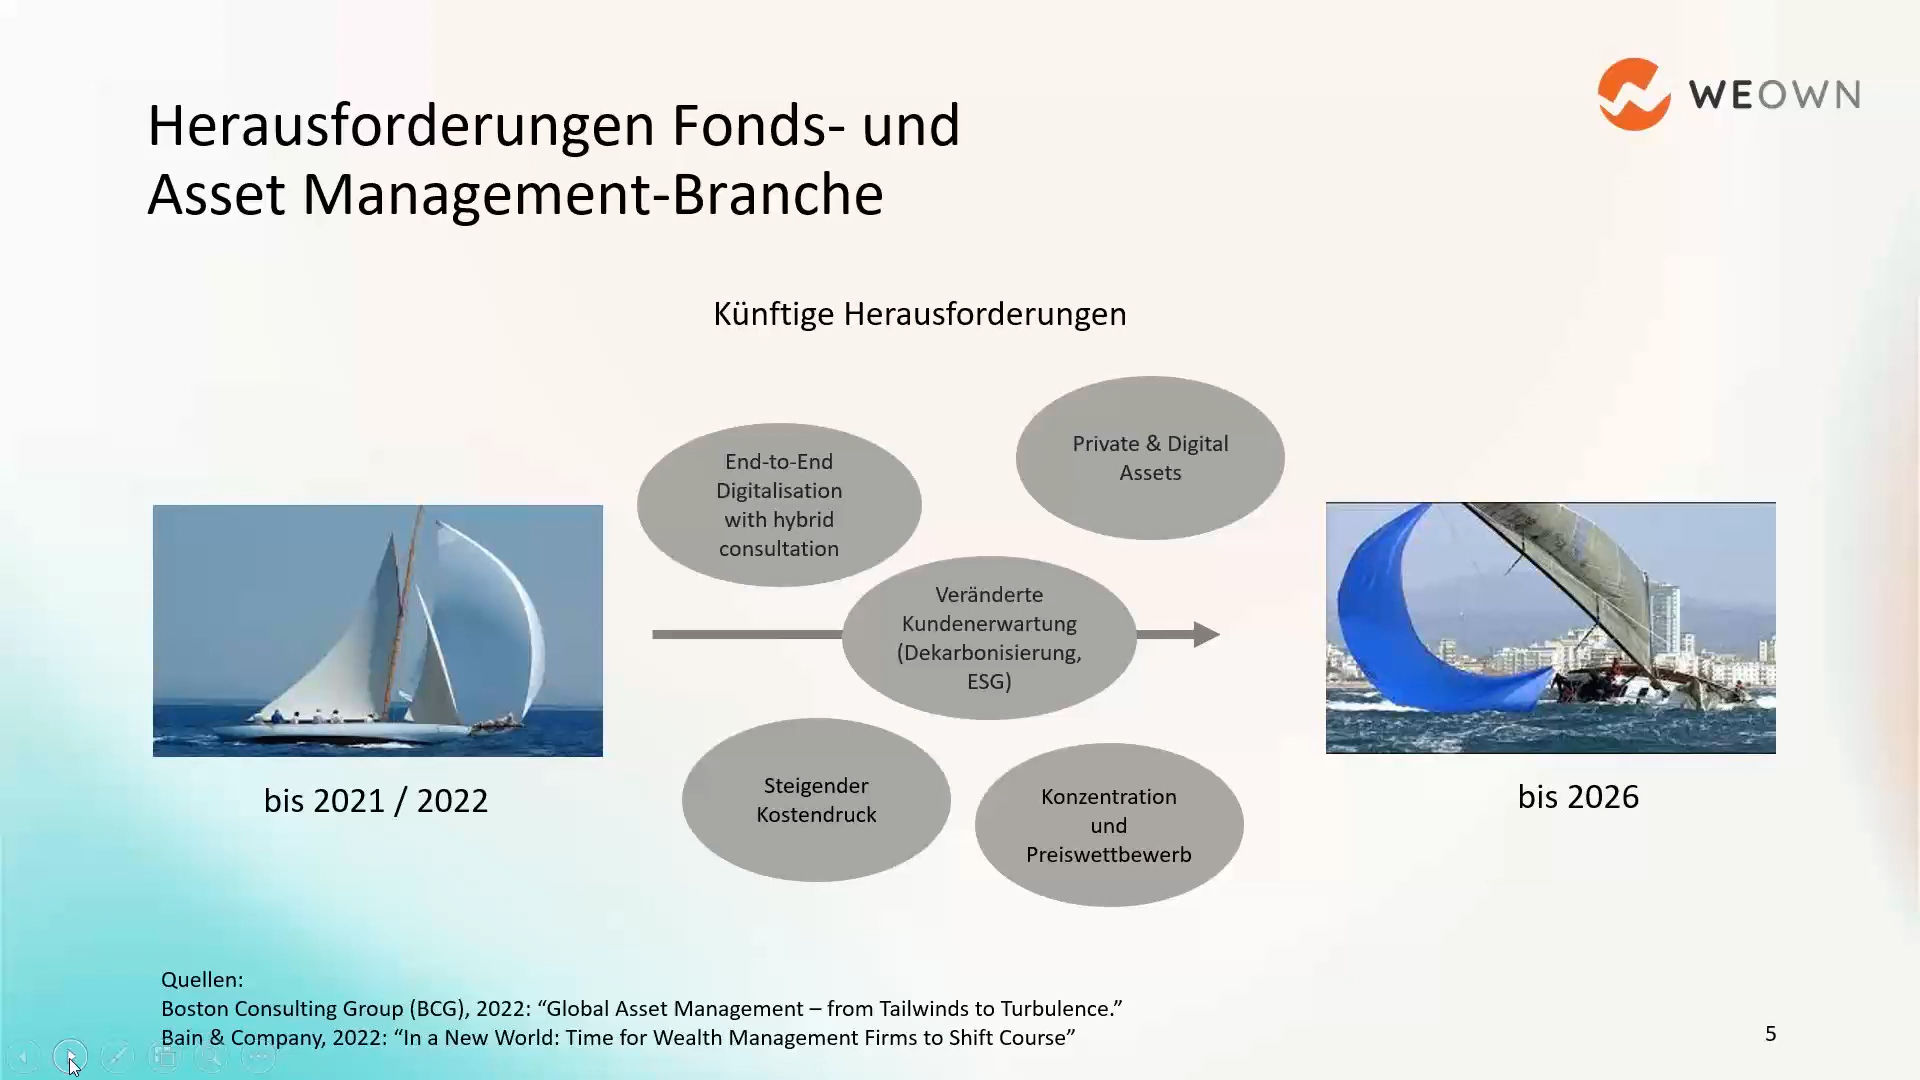 WEOWN
Herausforderungen Fonds- und
Asset Management-Branche
Künftige Herausforderungen
Private & Digital
Assets
End-to-End
Digitalisation
with hybrid
consultation
Veränderte
Kundenerwartung
(Dekarbonisierung,
ESG)
Steigender
Kostendruck
Konzentration
und
Preiswettbewerb
bis 2021 / 2022
bis 2026
Quellen:
Boston Consulting Group (BCG), 2022: “Global Asset Management – from Tailwinds to Turbulence.”
Bain & Company, 2022: “In a New World: Time for Wealth Management Firms to Shift Course”
5